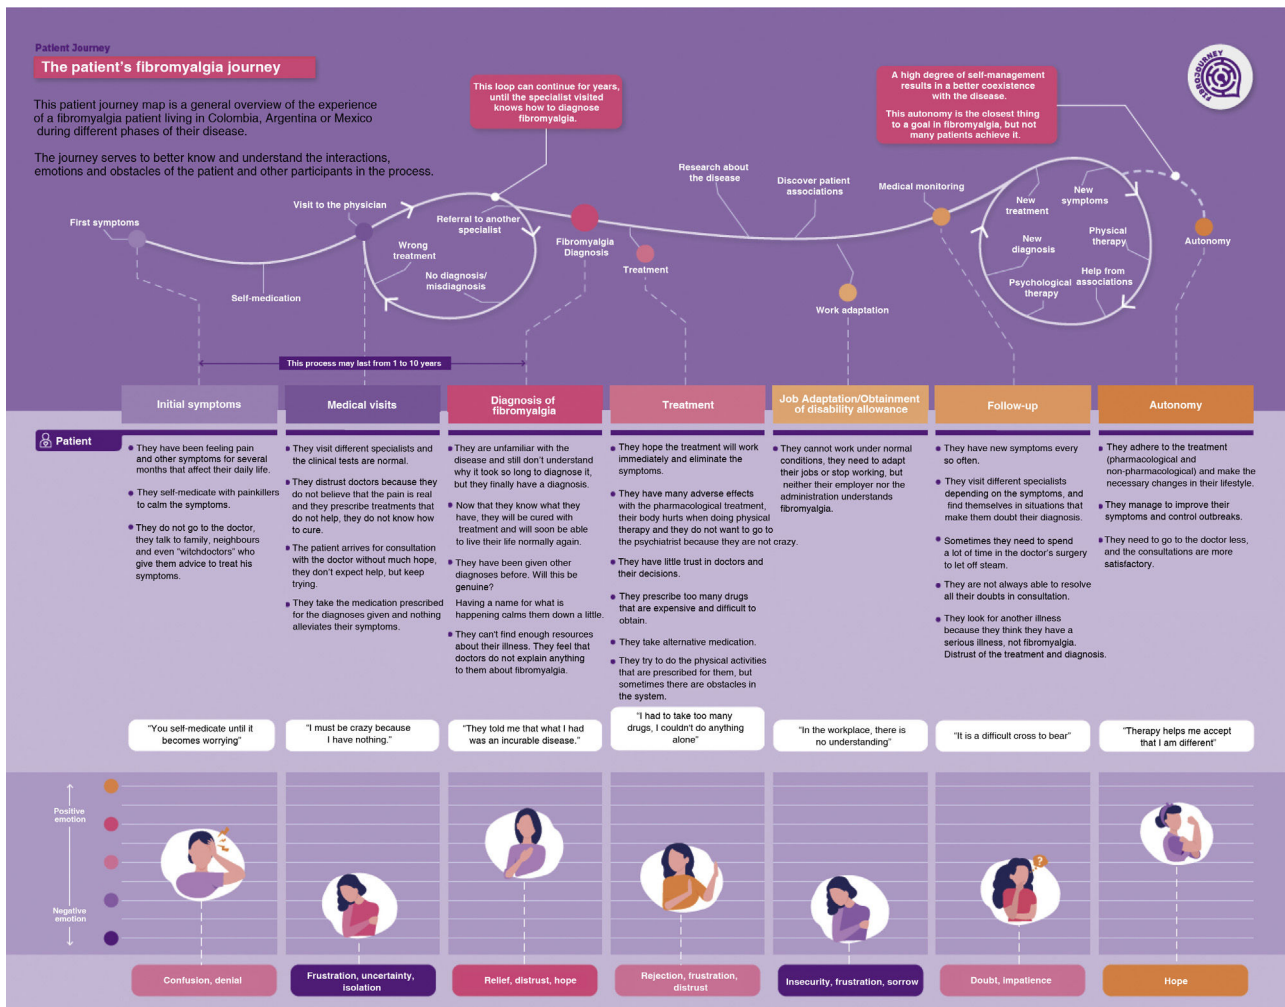 Patient Journey
The patient's fibromyalgia journey
This patient journey map is a general overview of the experience
of a fibromyalgia patient living in Colombia, Argentina or Mexico
during different phases of their disease.
The journey serves to better know and understand the interactions,
emotions and obstacles of the patient and other participants in the process.
This loop can continue for years,
until the specialist visited
knows how to diagnose
fibromyalgia.
A high degree of self-management
results in a better coexistence
with the disease.
This autonomy is the closest thing
to a goal in fibromyalgia, but not
many patients achieve it.
FIBROJOURNEY
First symptoms
Self-medication
Visit to the physician
Wrong
treatment
No diagnosis/
misdiagnosis
Referral to another
specialist
Fibromyalgia
Diagnosis
Treatment
Research about
the disease
Discover patient
associations
Work adaptation
Medical monitoring
New
treatment
New
symptoms
New
diagnosis
Physical
therapy
Psychological
therapy
Help from
associations
Autonomy
This process may last from 1 to 10 years
Initial symptoms
Medical visits
Diagnosis of
fibromyalgia
Treatment
Job Adaptation/Obtainment
of disability allowance
Follow-up
Autonomy
Patient
They have been feeling pain
and other symptoms for several
months that affect their daily life.
They self-medicate with painkillers
to calm the symptoms.
They do not go to the doctor,
they talk to family, neighbours
and even "witchdoctors" who
give them advice to treat his
symptoms.
They visit different specialists and
the clinical tests are normal.
They distrust doctors because they
do not believe that the pain is real
and they prescribe treatments that
do not help, they do not know how
to cure.
The patient arrives for consultation
with the doctor without much hope,
they don't expect help, but keep
trying.
They take the medication prescribed
for the diagnoses given and nothing
alleviates their symptoms.
They are unfamiliar with the
disease and still don't understand
why it took so long to diagnose it,
but they finally have a diagnosis.
Now that they know what they
have, they will be cured with
treatment and will soon be able
to live their life normally again.
They have been given other
diagnoses before. Will this be
genuine?
Having a name for what is
happening calms them down a little.
They can't find enough resources
about their illness. They feel that
doctors do not explain anything
to them about fibromyalgia.
They hope the treatment will work
immediately and eliminate the
symptoms.
They have many adverse effects
with the pharmacological treatment,
their body hurts when doing physical
therapy and they do not want to go to
the psychiatrist because they are not crazy.
They have little trust in doctors and
their decisions.
They prescribe too many drugs
that are expensive and difficult to
obtain.
They take alternative medication.
They try to do the physical activities
that are prescribed for them, but
sometimes there are obstacles in
the system.
They cannot work under normal
conditions, they need to adapt
their jobs or stop working, but
neither their employer nor the
administration understands
fibromyalgia.
They have new symptoms every
so often.
They visit different specialists
depending on the symptoms, and
find themselves in situations that
make them doubt their diagnosis.
Sometimes they need to spend
a lot of time in the doctor's surgery
to let off steam.
They are not always able to resolve
all their doubts in consultation.
They look for another illness
because they think they have a
serious illness, not fibromyalgia.
Distrust of the treatment and diagnosis.
They adhere to the treatment
(pharmacological and
non-pharmacological) and make the
necessary changes in their lifestyle.
They manage to improve their
symptoms and control outbreaks.
They need to go to the doctor less,
and the consultations are more
satisfactory.
"You self-medicate until it
becomes worrying"
"I must be crazy because
I have nothing."
"They told me that what I had
was an incurable disease."
"I had to take too many
drugs, I couldn't do anything
alone"
"In the workplace, there is
no understanding"
"It is a difficult cross to bear"
"Therapy helps me accept
that I am different"
Positive
emotion
Negative
emotion
?
Confusion, denial
Frustration, uncertainty,
isolation
Relief, distrust, hope
Rejection, frustration,
distrust
Insecurity, frustration, sorrow
Doubt, impatience
Hope